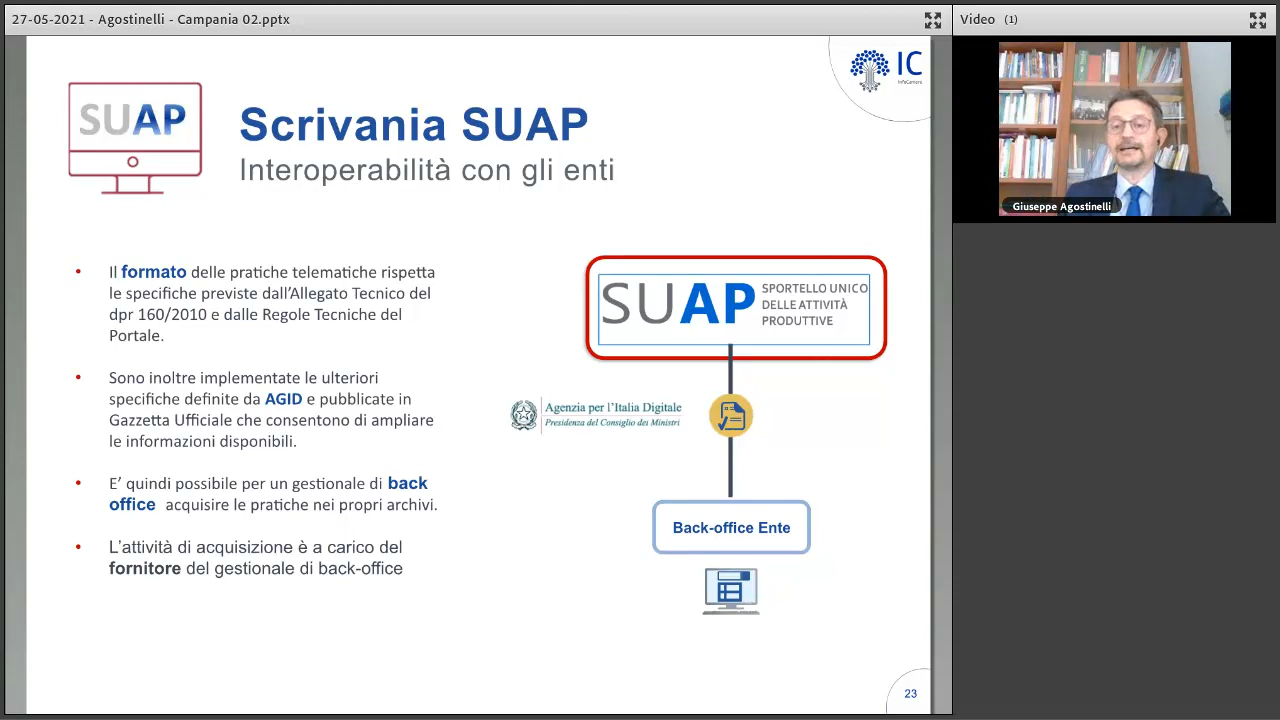 27-05-2021 - Agostinelli - Campania 02.pptx
Video (1)
IC
InfoCamere
SUAP
Scrivania SUAP
Interoperabilità con gli enti
Giuseppe Agostinelli
• Il formato delle pratiche telematiche rispetta
le specifiche previste dall’Allegato Tecnico del
dpr 160/2010 e dalle Regole Tecniche del
Portale.
• Sono inoltre implementate le ulteriori
specifiche definite da AGID e pubblicate in
Gazzetta Ufficiale che consentono di ampliare
le informazioni disponibili.
• E’ quindi possibile per un gestionale di back
office acquisire le pratiche nei propri archivi.
• L’attività di acquisizione è a carico del
fornitore del gestionale di back-office
SUAP
SPORTELLO UNICO
DELLE ATTIVITÀ
PRODUTTIVE
Agenzia per l’Italia Digitale
Presidenza del Consiglio dei Ministri
Back-office Ente
23